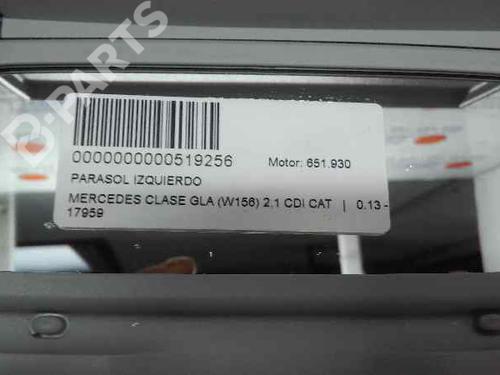 B-PARTS
0000000000519256 Motor: 651.930
PARASOL IZQUIERDO
MERCEDES CLASE GLA (W156) 2.1 CDI CAT | 0.13 -
17959